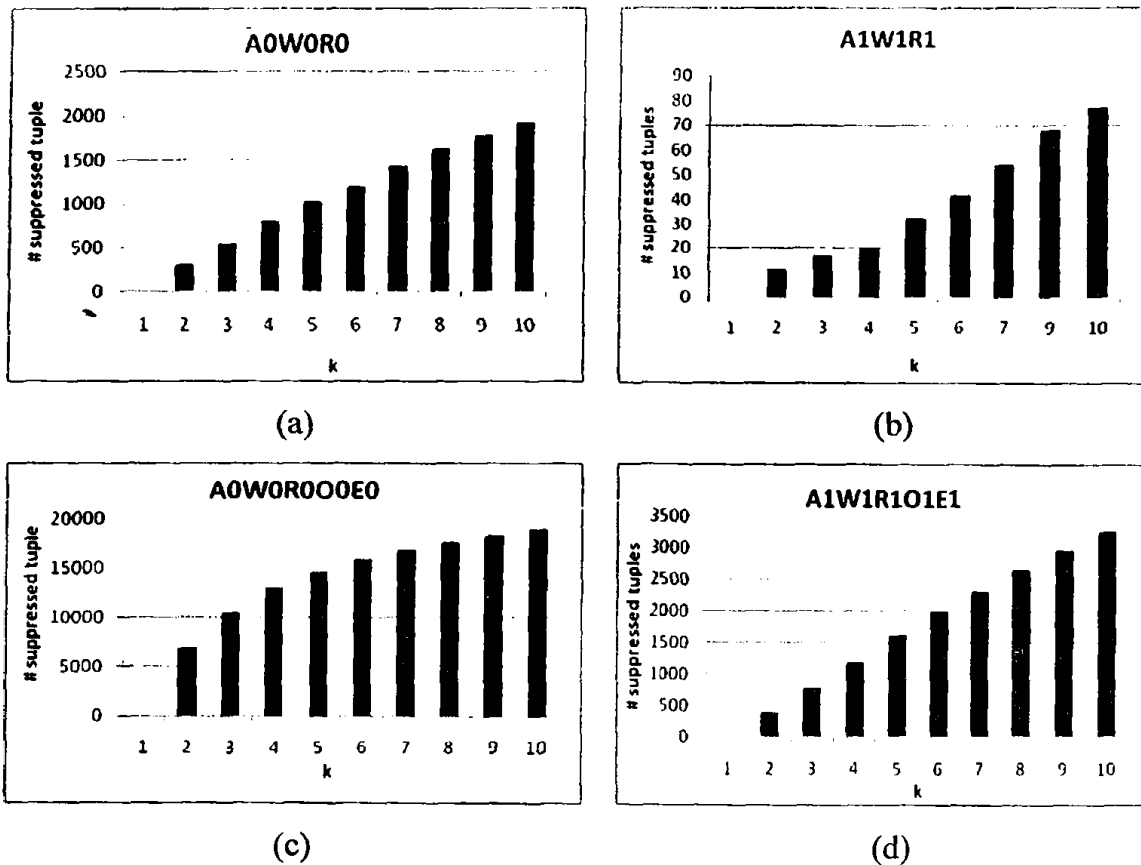 A0W0R0
# suppressed tuple
2500
2000
1500
1000
500
0
1 2 3 4 5 6 7 8 9 10
k
(a)
A1W1R1
# suppressed tuples
90
80
70
60
50
40
30
20
10
0
1 2 3 4 5 6 7 9 10
k
(b)
A0W0R0O0E0
# suppressed tuple
20000
15000
10000
5000
0
1 2 3 4 5 6 7 8 9 10
k
(c)
A1W1R1O1E1
# suppressed tuples
3500
3000
2500
2000
1500
1000
500
0
1 2 3 4 5 6 7 8 9 10
k
(d)